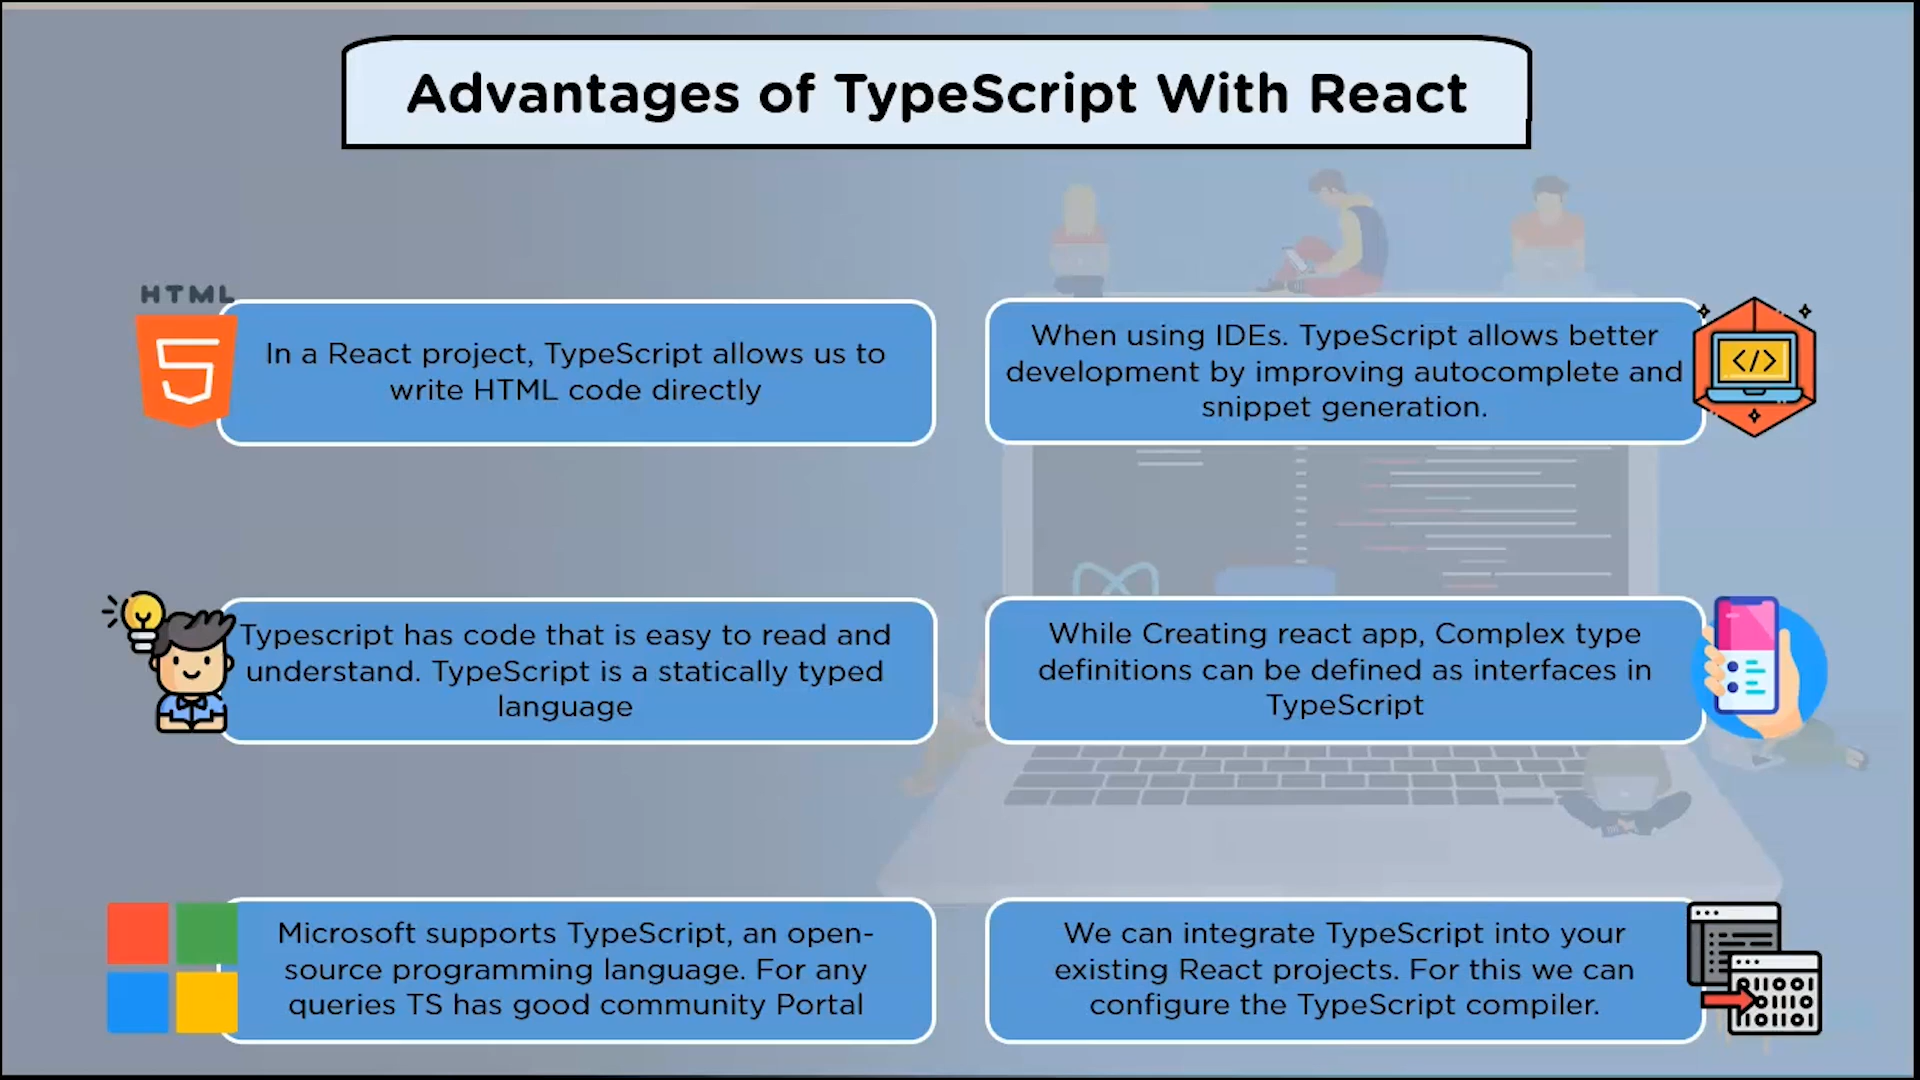 Advantages of TypeScript With React
HTML
5
In a React project, TypeScript allows us to
write HTML code directly
When using IDEs. TypeScript allows better
development by improving autocomplete and
snippet generation.
</>
Typescript has code that is easy to read and
understand. TypeScript is a statically typed
language
While Creating react app, Complex type
definitions can be defined as interfaces in
TypeScript
Microsoft supports TypeScript, an open-
source programming language. For any
queries TS has good community Portal
We can integrate TypeScript into your
existing React projects. For this we can
configure the TypeScript compiler.